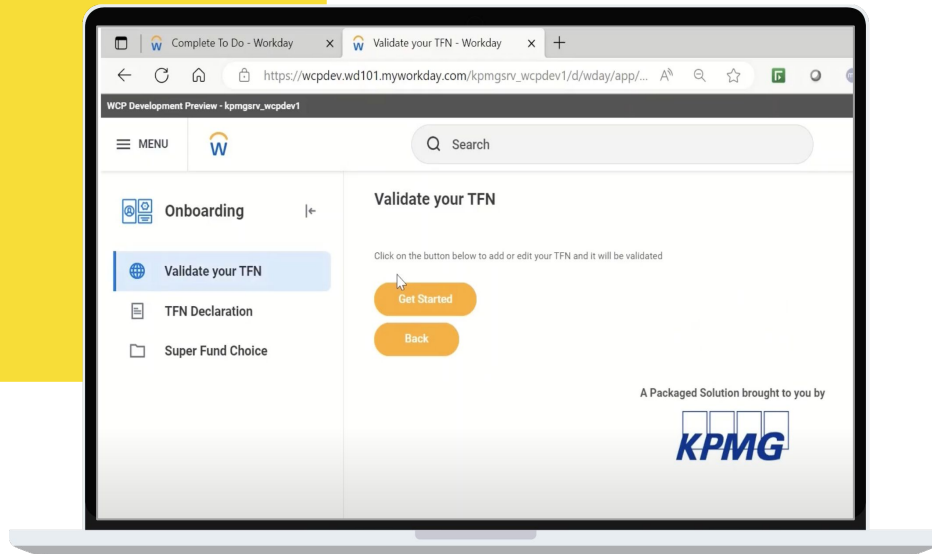 Complete To Do - Workday
Validate your TFN - Workday
https://wcpdev.wd101.myworkday.com/kpmgsrv_wcpdev1/d/wday/app/...
WCP Development Preview - kpmgsrv_wcpdev1
MENU
Search
Onboarding
Validate your TFN
Validate your TFN
Click on the button below to add or edit your TFN and it will be validated
TFN Declaration
Get Started
Super Fund Choice
Back
A Packaged Solution brought to you by
KPMG